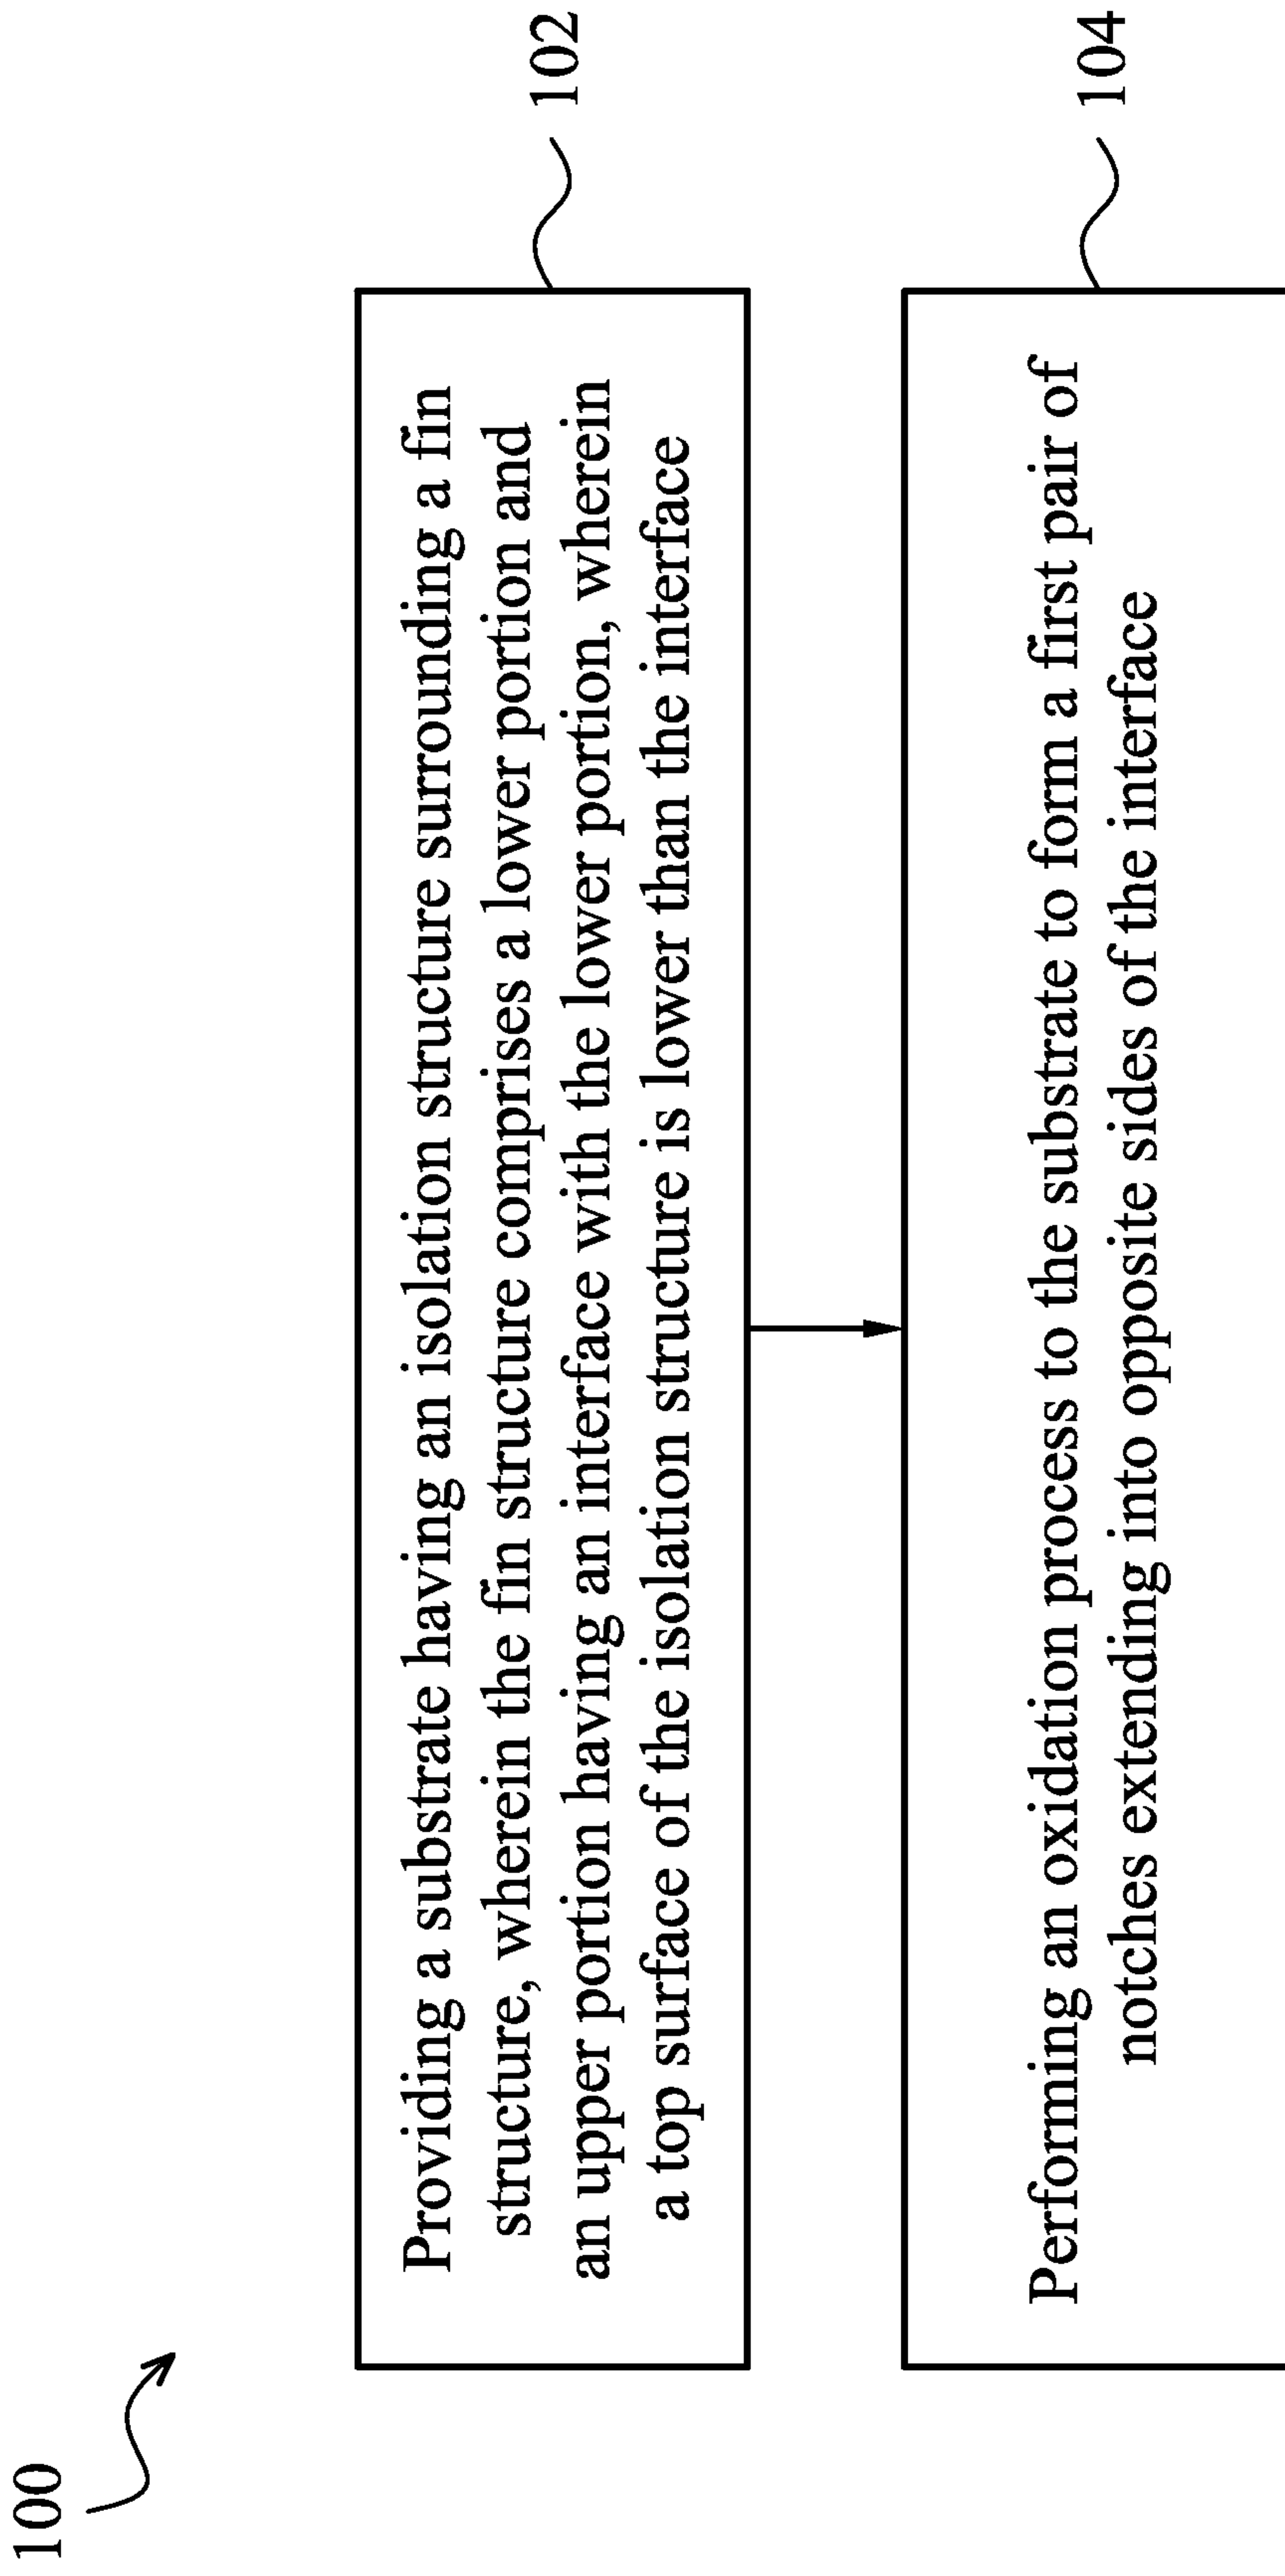 100
Providing a substrate having an isolation structure surrounding a fin
structure, wherein the fin structure comprises a lower portion and
an upper portion having an interface with the lower portion, wherein
a top surface of the isolation structure is lower than the interface
102
Performing an oxidation process to the substrate to form a first pair of
notches extending into opposite sides of the interface
104